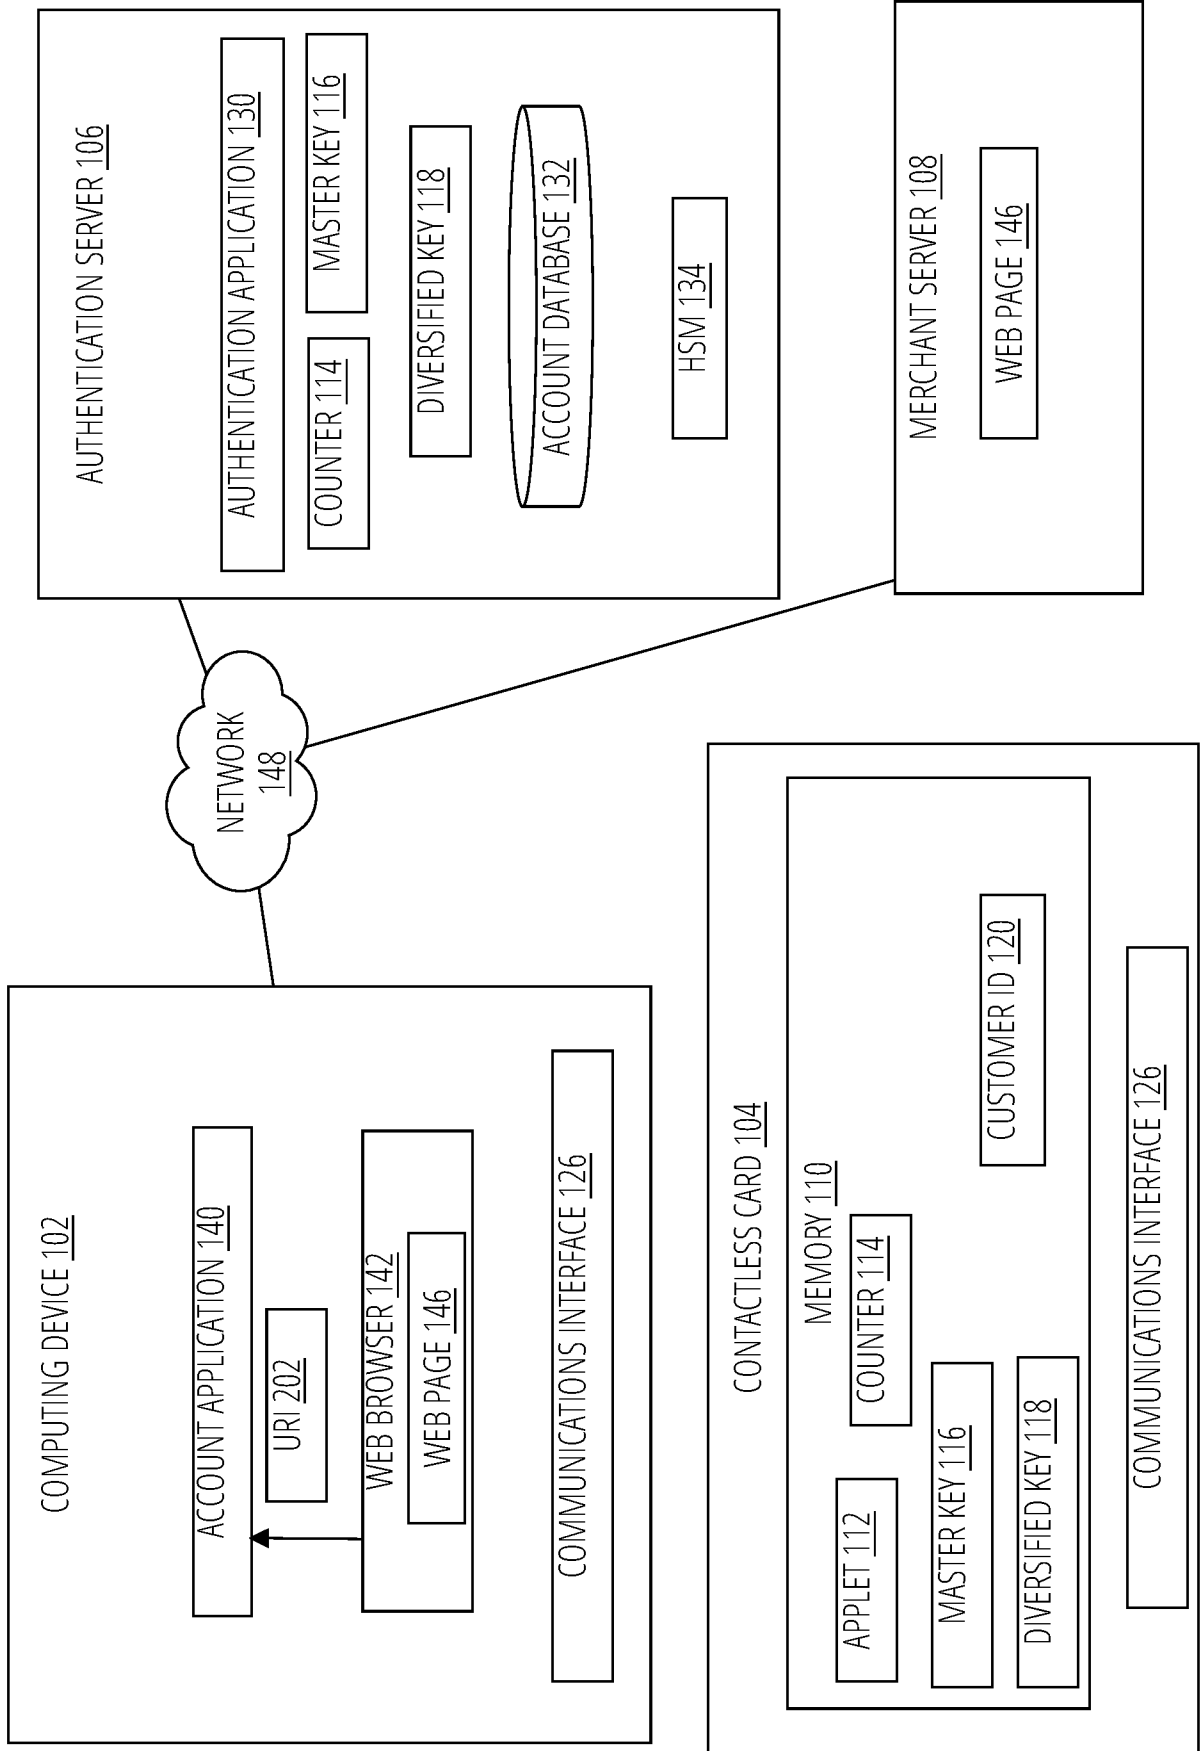 COMPUTING DEVICE 102
ACCOUNT APPLICATION 140
URI 202
WEB BROWSER 142
WEB PAGE 146
COMMUNICATIONS INTERFACE 126
NETWORK
148
AUTHENTICATION SERVER 106
AUTHENTICATION APPLICATION 130
COUNTER 114
MASTER KEY 116
DIVERSIFIED KEY 118
ACCOUNT DATABASE 132
HSM 134
CONTACTLESS CARD 104
MEMORY 110
APPLET 112
COUNTER 114
MASTER KEY 116
DIVERSIFIED KEY 118
CUSTOMER ID 120
COMMUNICATIONS INTERFACE 126
MERCHANT SERVER 108
WEB PAGE 146